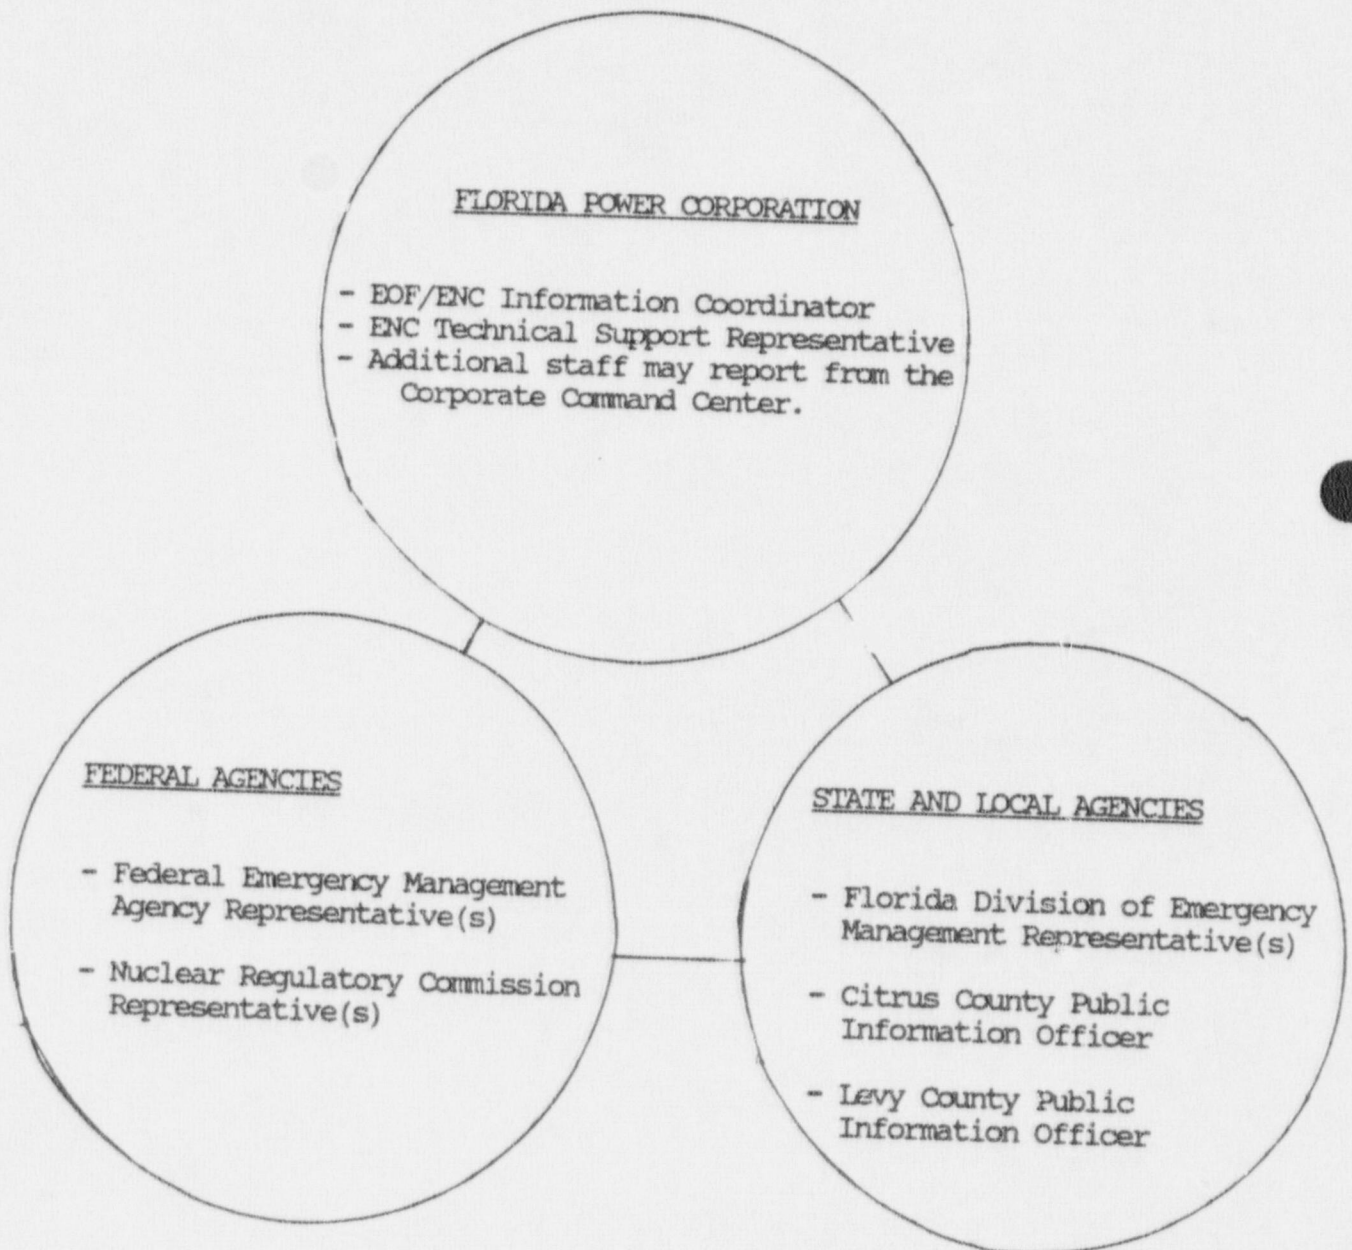 FLORIDA POWER CORPORATION
- EOF/ENC Information Coordinator
- ENC Technical Support Representative
- Additional staff may report from the
Corporate Command Center.
FEDERAL AGENCIES
- Federal Emergency Management
Agency Representative(s)
- Nuclear Regulatory Commission
Representative(s)
STATE AND LOCAL AGENCIES
- Florida Division of Emergency
Management Representative(s)
- Citrus County Public
Information Officer
- Levy County Public
Information Officer